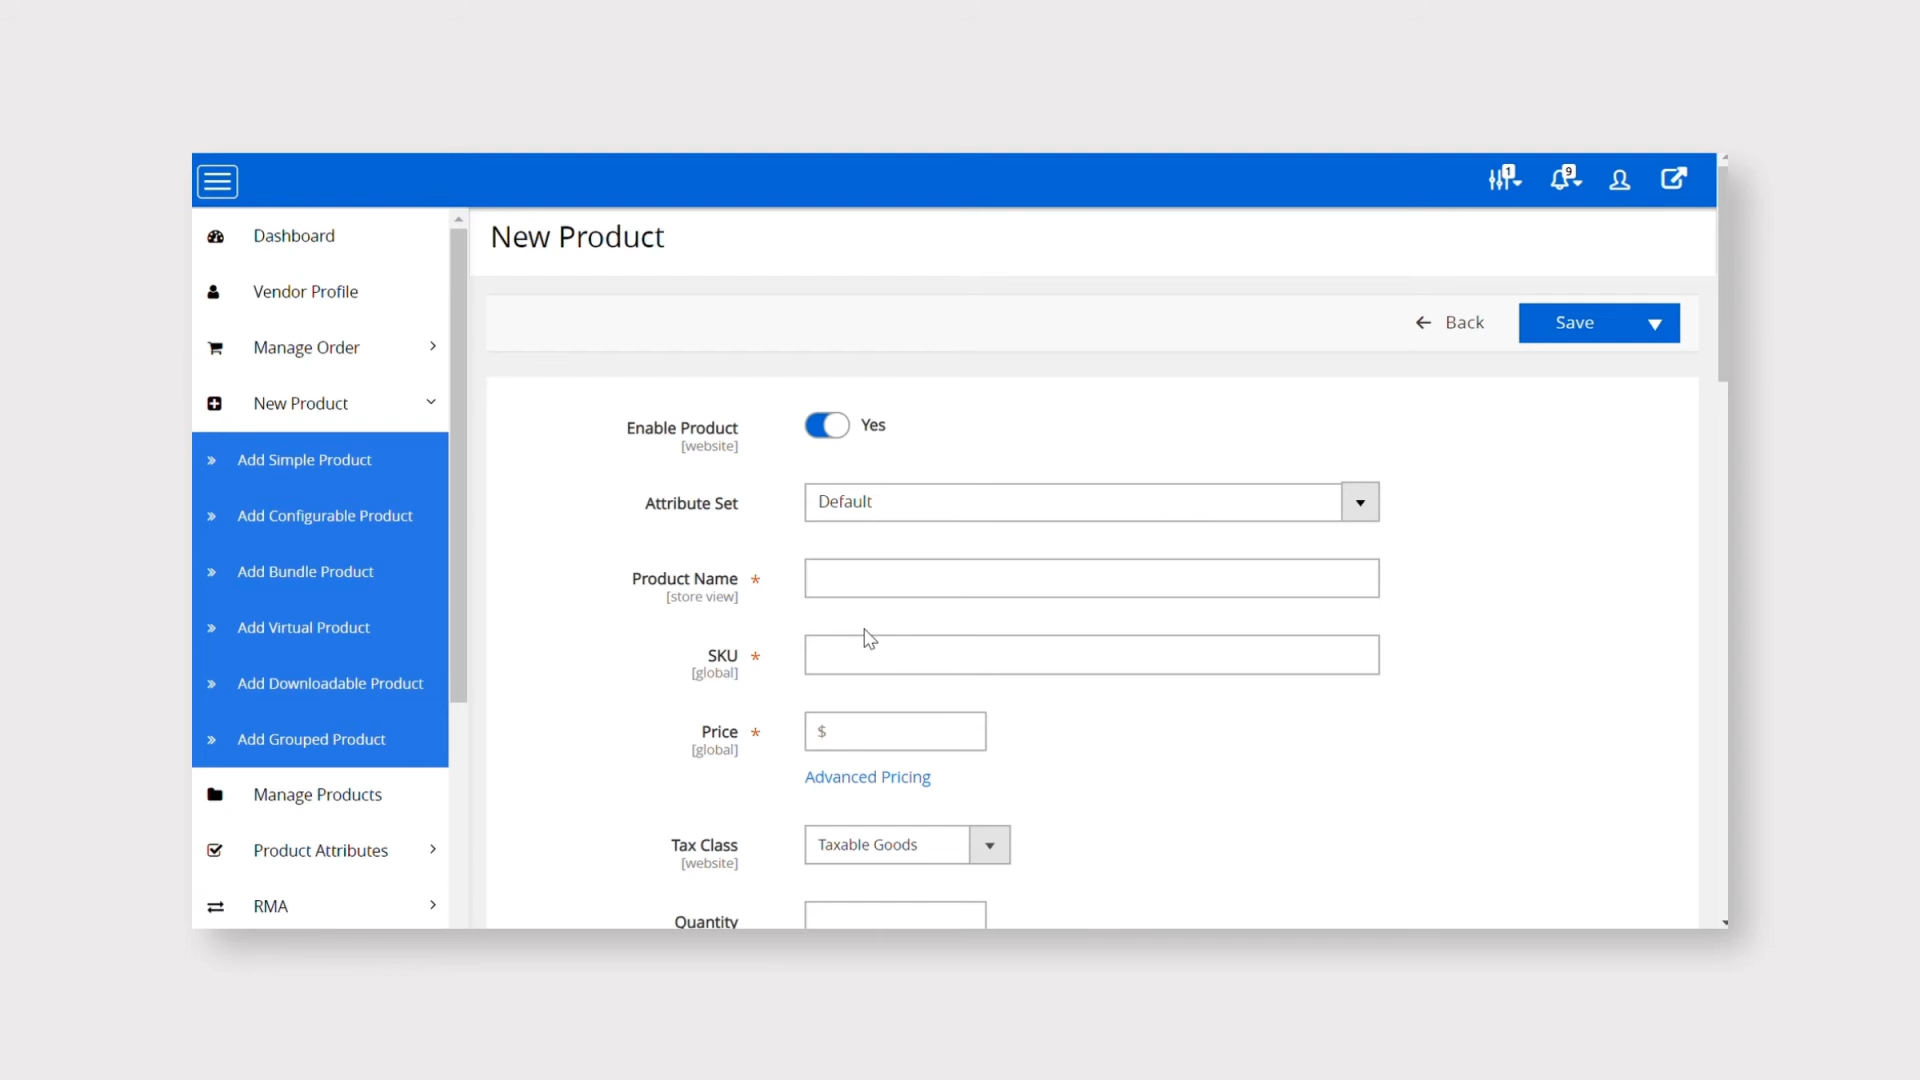 1
9
Dashboard
New Product
Vendor Profile
Back
Save
Manage Order
New Product
Enable Product
Yes
[website]
Add Simple Product
Attribute Set
Default
Add Configurable Product
Add Bundle Product
Product Name *
[store view]
Add Virtual Product
SKU *
[global]
Add Downloadable Product
Price *
$
[global]
Add Grouped Product
Advanced Pricing
Manage Products
Tax Class
Taxable Goods
[website]
Product Attributes
RMA
Quantity